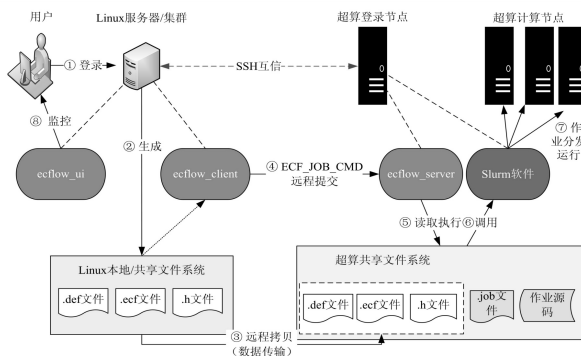 用户
Linux服务器/集群
超算登录节点
超算计算节点
① 登录
SSH互信
0
0
0
0
⑧ 监控
② 生成
⑦ 作
业分发
运行
ecflow_ui
ecflow_client
④ ECF_JOB_CMD
远程提交
ecflow_server
Slurm软件
⑤ 读取执行
⑥调用
Linux本地/共享文件系统
.def文件
.ecf文件
.h文件
超算共享文件系统
.def文件
.ecf文件
.h文件
.job文
件
作业源
码
③ 远程拷贝
（数据传输）